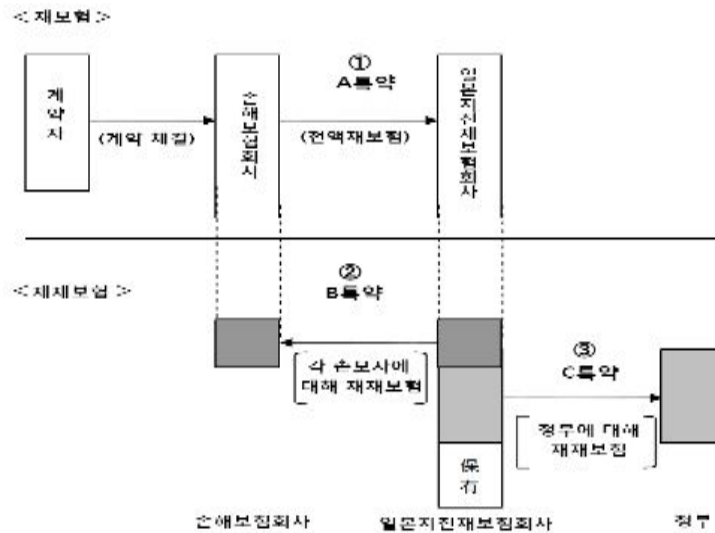 < 재보험 >
계약자
(계약 체결)
손해보험회사
①
A특약
(전액재보험)
일본지진재보험회사
< 재재보험 >
②
B특약
각 손보사에
대해 재재보험
③
C특약
정부에 대해
재재보험
保有
손해보험회사
일본지진재보험회사
정부